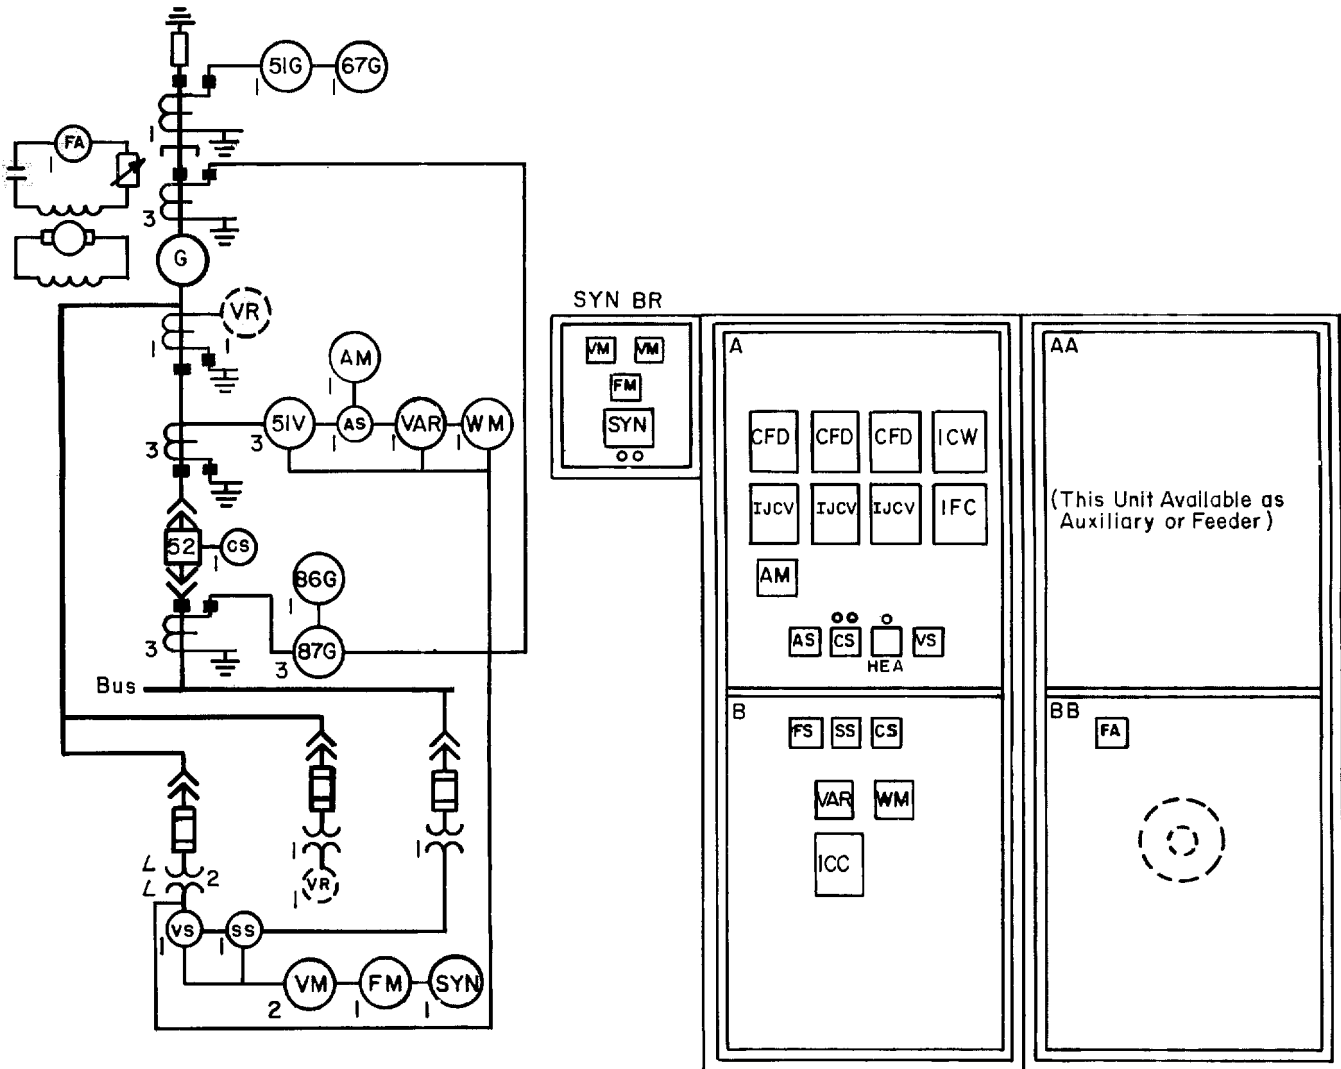 51G 67G
1 1
FA
1
1
3
G
VR
1 1
AM
1
51V AS VAR WM
3 1 1 1
3
52 CS
1
86G
1
87G
3
3
Bus
L
L 2
1
VR
1
1
VS SS
1 1
VM FM SYN
2 1 1
SYN BR
VM VM
FM
SYN
A
CFD CFD CFD ICW
IJCV IJCV IJCV IFC
AM
AS CS VS
HEA
B
FS SS CS
VAR WM
ICC
AA
(This Unit Available as
Auxiliary or Feeder)
BB
FA